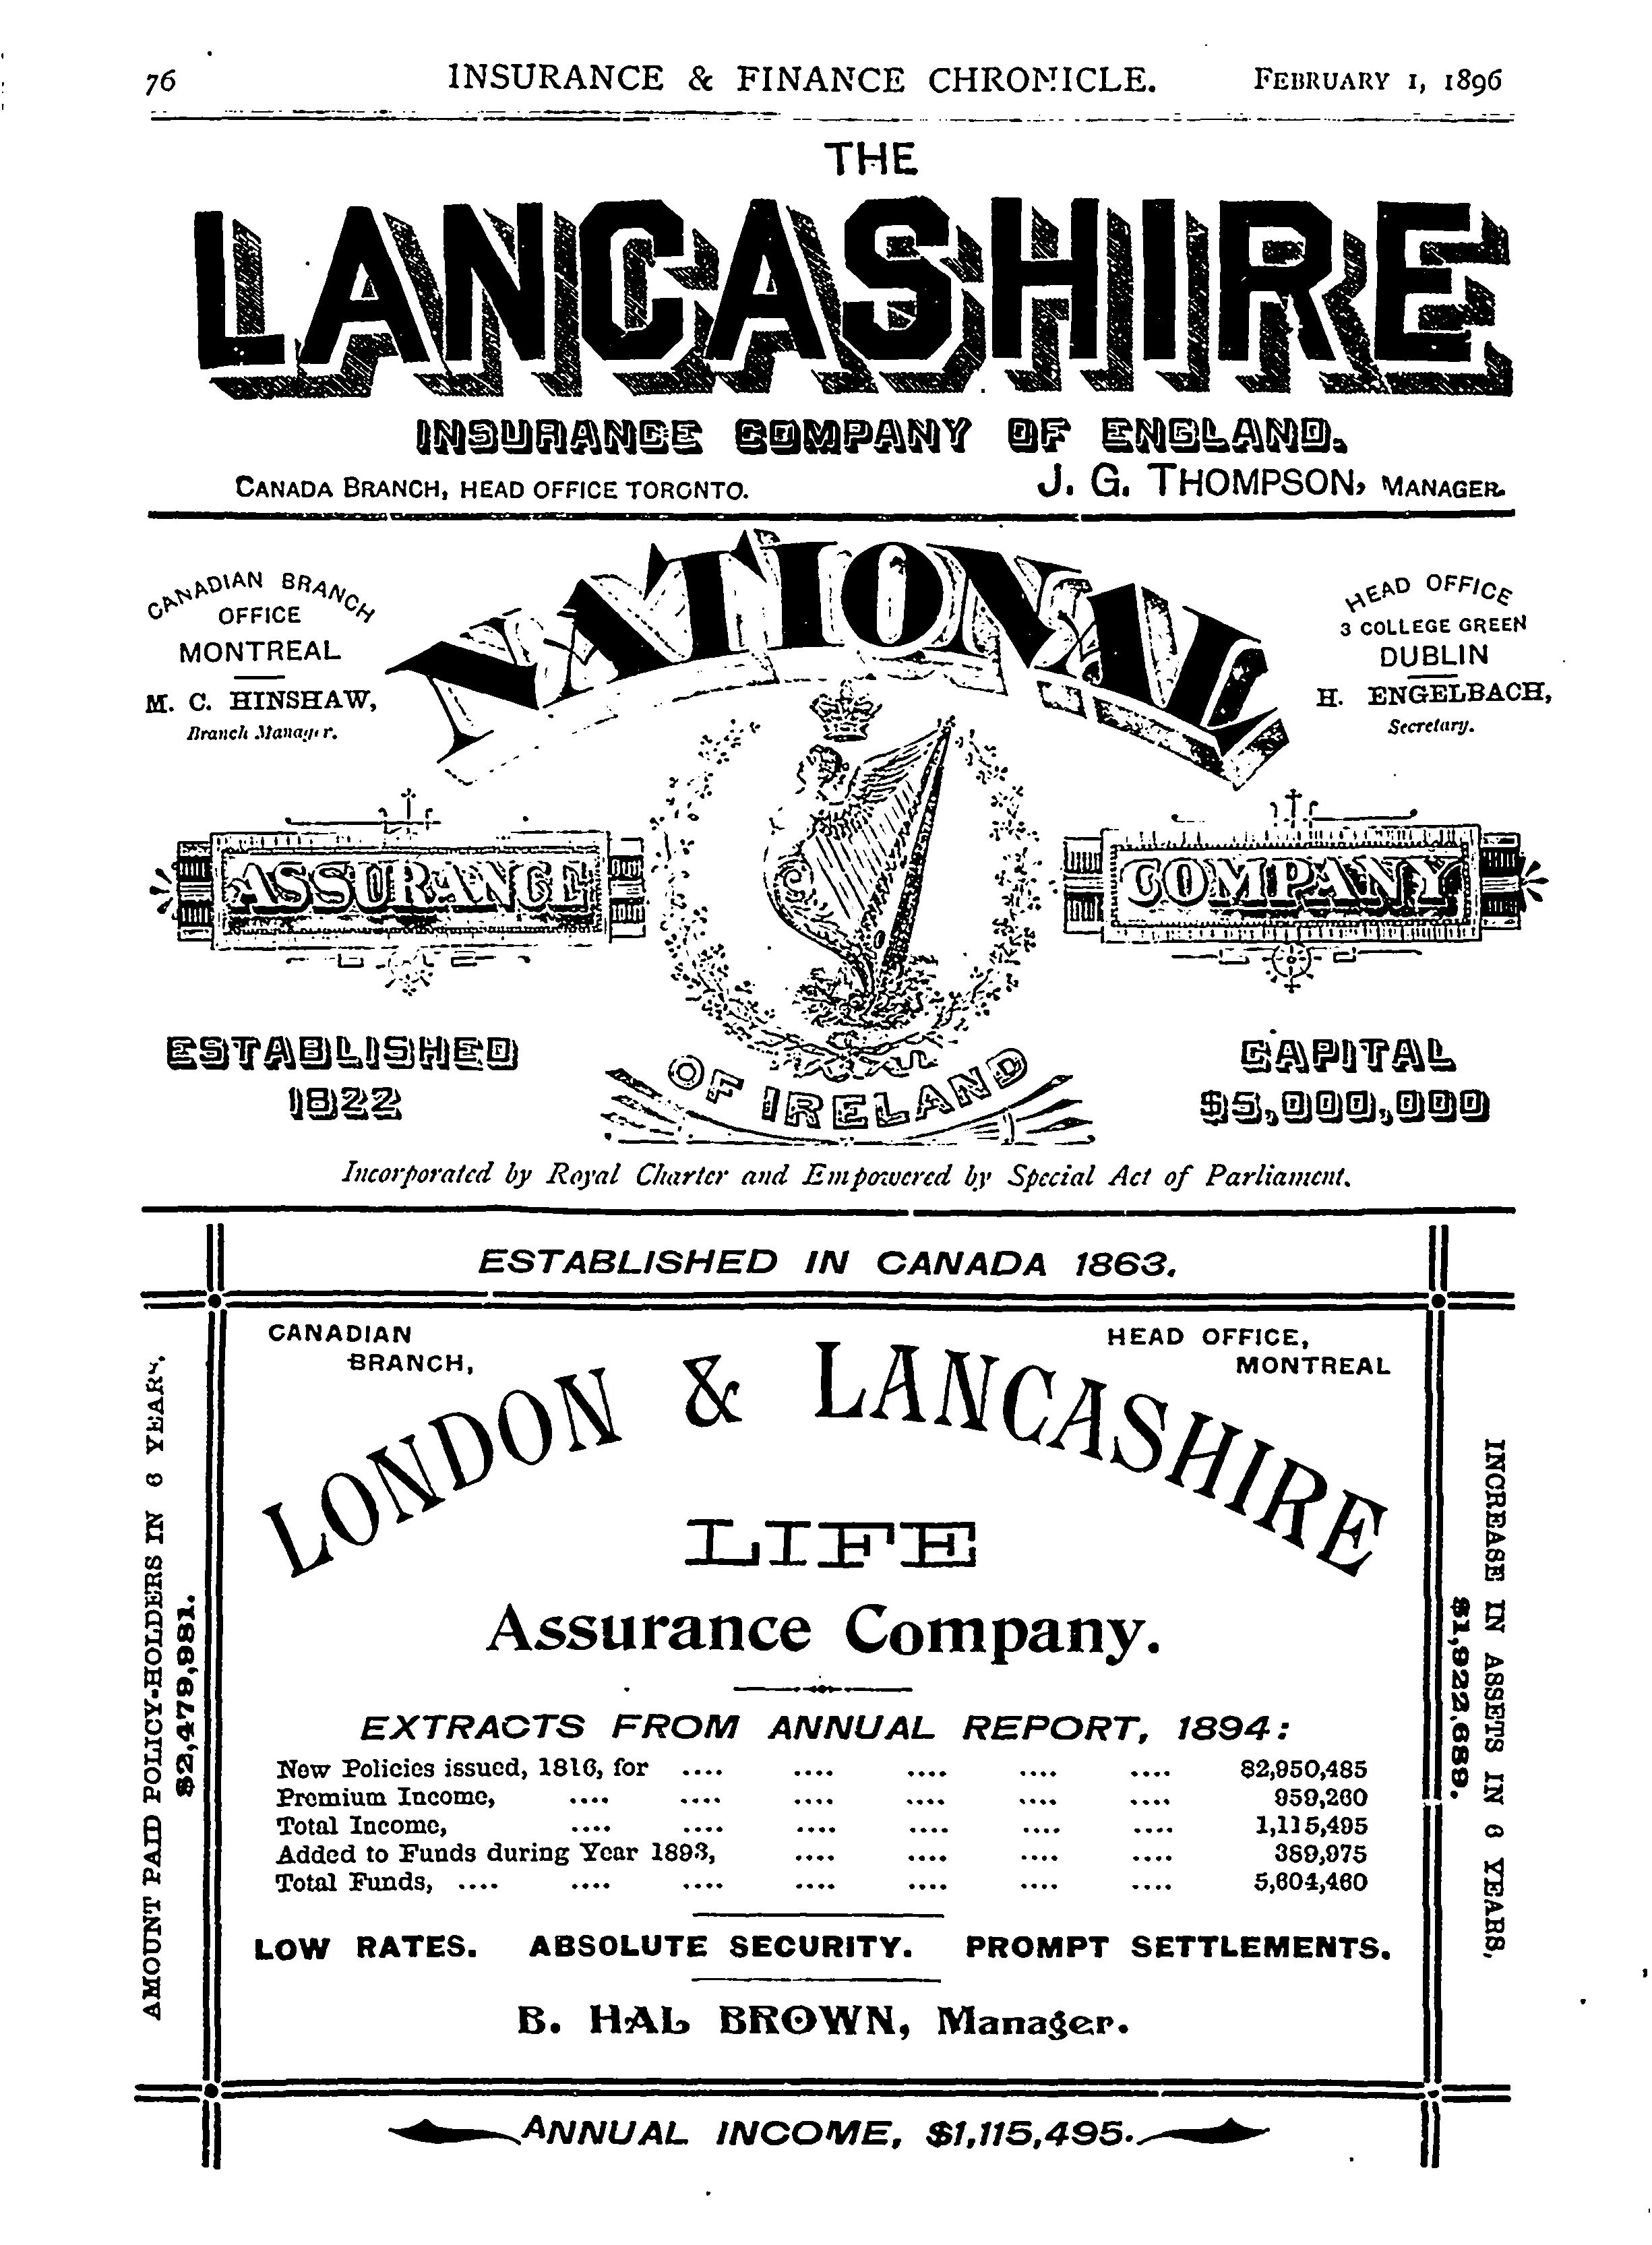 76 INSURANCE & FINANCE CHRONICLE. FEBRUARY 1, 1896
THE
LANCASHIRE
INSURANCE COMPANY OF ENGLAND.
CANADA BRANCH, HEAD OFFICE TORONTO. J. G. THOMPSON, MANAGER.
CANADIAN BRANCH
OFFICE
MONTREAL
M. C. HINSHAW,
Branch Manager.
NATIONAL
HEAD OFFICE
3 COLLEGE GREEN
DUBLIN
H. ENGELBACH,
Secretary.
ASSURANCE COMPANY
ESTABLISHED
1822
OF IRELAND
CAPITAL
$5,000,000
Incorporated by Royal Charter and Empowered by Special Act of Parliament.
ESTABLISHED IN CANADA 1863.
CANADIAN
BRANCH,
HEAD OFFICE,
MONTREAL
LONDON & LANCASHIRE
LIFE
Assurance Company.
EXTRACTS FROM ANNUAL REPORT, 1894:
New Policies issued, 1816, for .... .... .... .... .... 82,950,485
Premium Income, .... .... .... .... .... .... 959,260
Total Income, .... .... .... .... .... .... 1,115,495
Added to Funds during Year 1893, .... .... .... .... 389,975
Total Funds, .... .... .... .... .... .... .... 5,604,460
LOW RATES. ABSOLUTE SECURITY. PROMPT SETTLEMENTS.
B. HAL BROWN, Manager.
ANNUAL INCOME, $1,115,495.
AMOUNT PAID POLICY-HOLDERS IN 6 YEARS,
$2,479,981.
INCREASE IN ASSETS IN 6 YEARS,
$1,922,689.